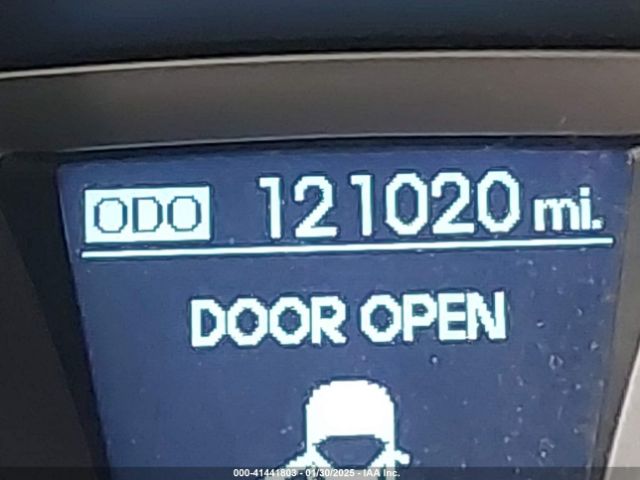 ODO 121020 mi.
DOOR OPEN
000-41441803 - 01/30/2025 - IAA Inc.